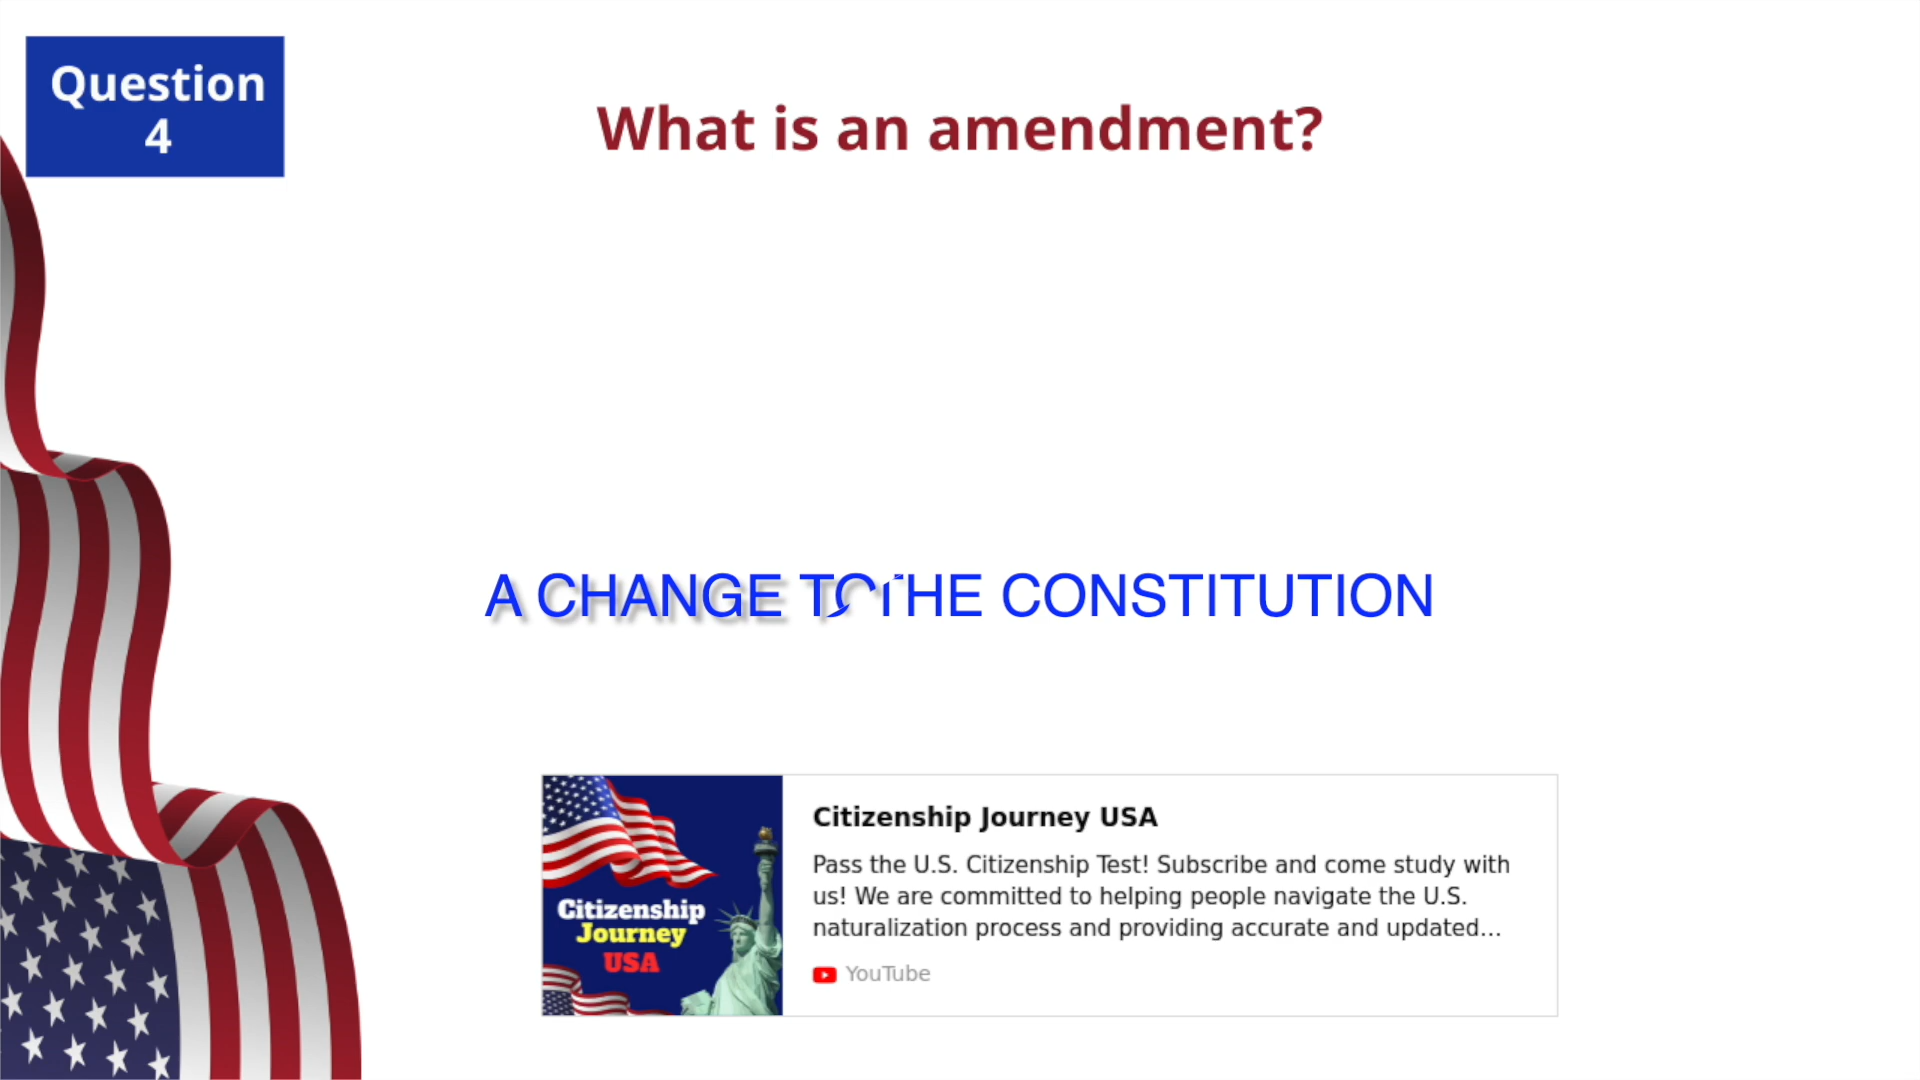 Question
4
What is an amendment?
A CHANGE TO THE CONSTITUTION
Citizenship Journey USA
Pass the U.S. Citizenship Test! Subscribe and come study with
us! We are committed to helping people navigate the U.S.
naturalization process and providing accurate and updated...
YouTube
Citizenship
Journey
USA